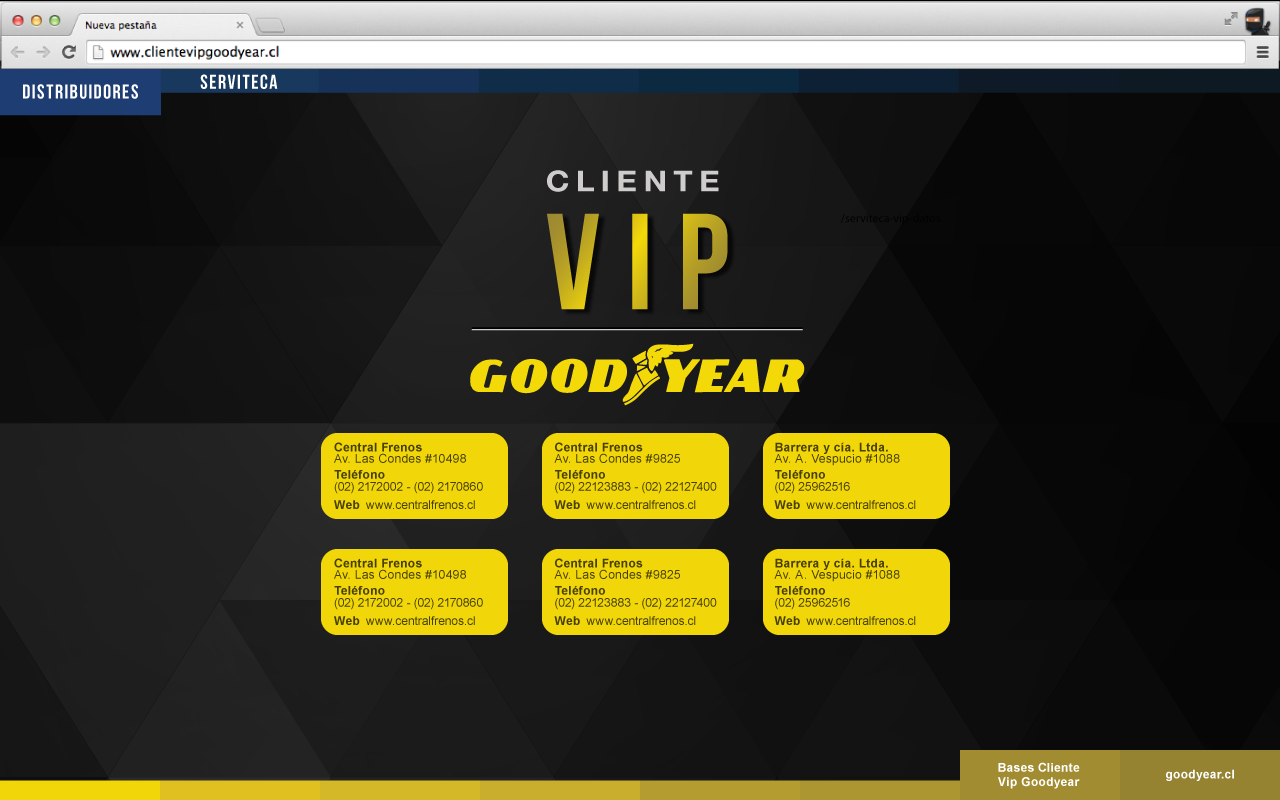 Nueva pestaña
www.clientevipgoodyear.cl
DISTRIBUIDORES
SERVITECA
CLIENTE
VIP
GOODYEAR
Central Frenos
Av. Las Condes #10498
Teléfono
(02) 2172002 - (02) 2170860
Web www.centralfrenos.cl
Central Frenos
Av. Las Condes #9825
Teléfono
(02) 22123883 - (02) 22127400
Web www.centralfrenos.cl
Barrera y cía. Ltda.
Av. A. Vespucio #1088
Teléfono
(02) 25962516
Web www.centralfrenos.cl
Central Frenos
Av. Las Condes #10498
Teléfono
(02) 2172002 - (02) 2170860
Web www.centralfrenos.cl
Central Frenos
Av. Las Condes #9825
Teléfono
(02) 22123883 - (02) 22127400
Web www.centralfrenos.cl
Barrera y cía. Ltda.
Av. A. Vespucio #1088
Teléfono
(02) 25962516
Web www.centralfrenos.cl
Bases Cliente
Vip Goodyear
goodyear.cl